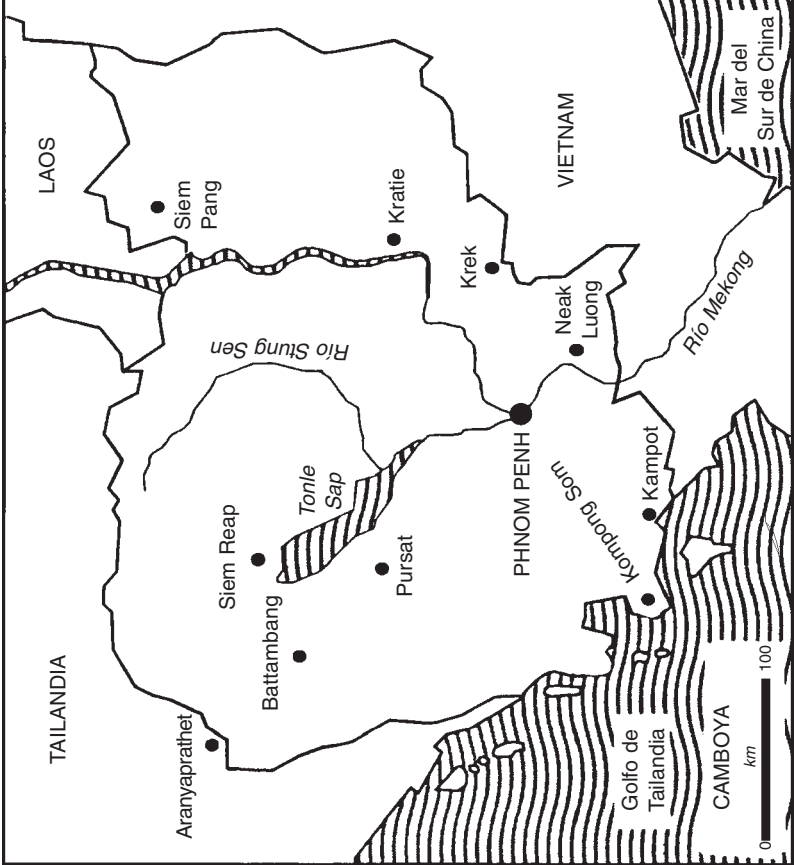 LAOS
TAILANDIA
Siem
Pang
Río Stung Sen
Aranyaprathet
Siem Reap
Tonle
Sap
Battambang
Kratie
Pursat
Krek
VIETNAM
Neak
Luong
PHNOM PENH
Kompong Som
Kampot
Río Mekong
Mar del
Sur de China
Golfo de
Tailandia
CAMBOYA
km
0
100